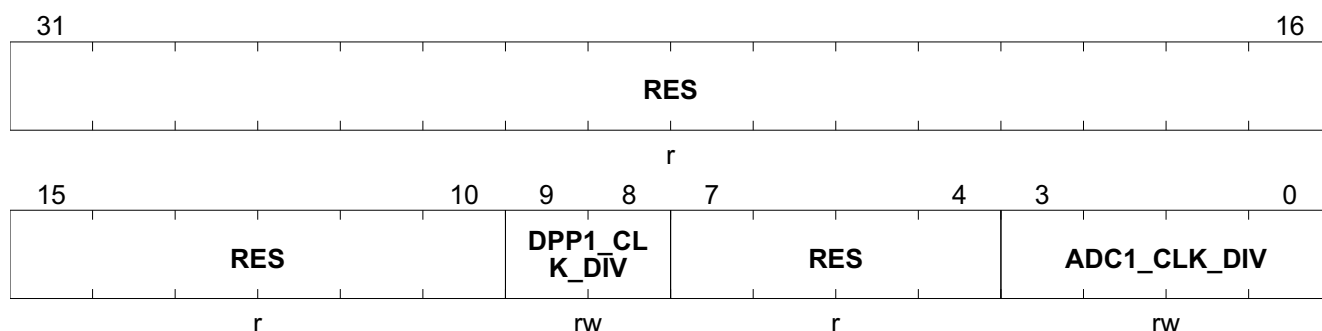 31 16
RES
r
15 10 9 8 7 4 3 0
RES DPP1_CL
K_DIV RES ADC1_CLK_DIV
r rw r rw